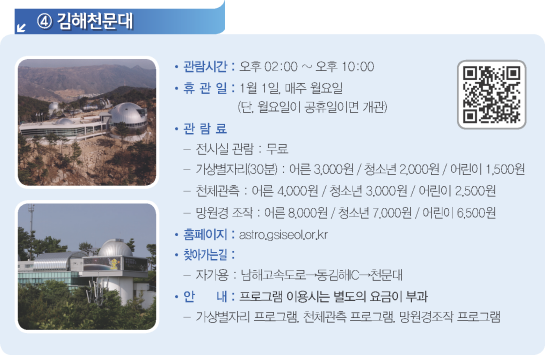 ④ 김해천문대
• 관람시간 : 오후 02:00 ~ 오후 10:00
• 휴 관 일 : 1월 1일, 매주 월요일
(단, 월요일이 공휴일이면 개관)
• 관 람 료
– 전시실 관람 : 무료
– 가상별자리(30분) : 어른 3,000원 / 청소년 2,000원 / 어린이 1,500원
– 천체관측 : 어른 4,000원 / 청소년 3,000원 / 어린이 2,500원
– 망원경 조작 : 어른 8,000원 / 청소년 7,000원 / 어린이 6,500원
• 홈페이지 : astro.gsiseol.or.kr
• 찾아가는길 :
– 자가용 : 남해고속도로→동김해IC→천문대
• 안 내 : 프로그램 이용시는 별도의 요금이 부과
– 가상별자리 프로그램, 천체관측 프로그램, 망원경조작 프로그램